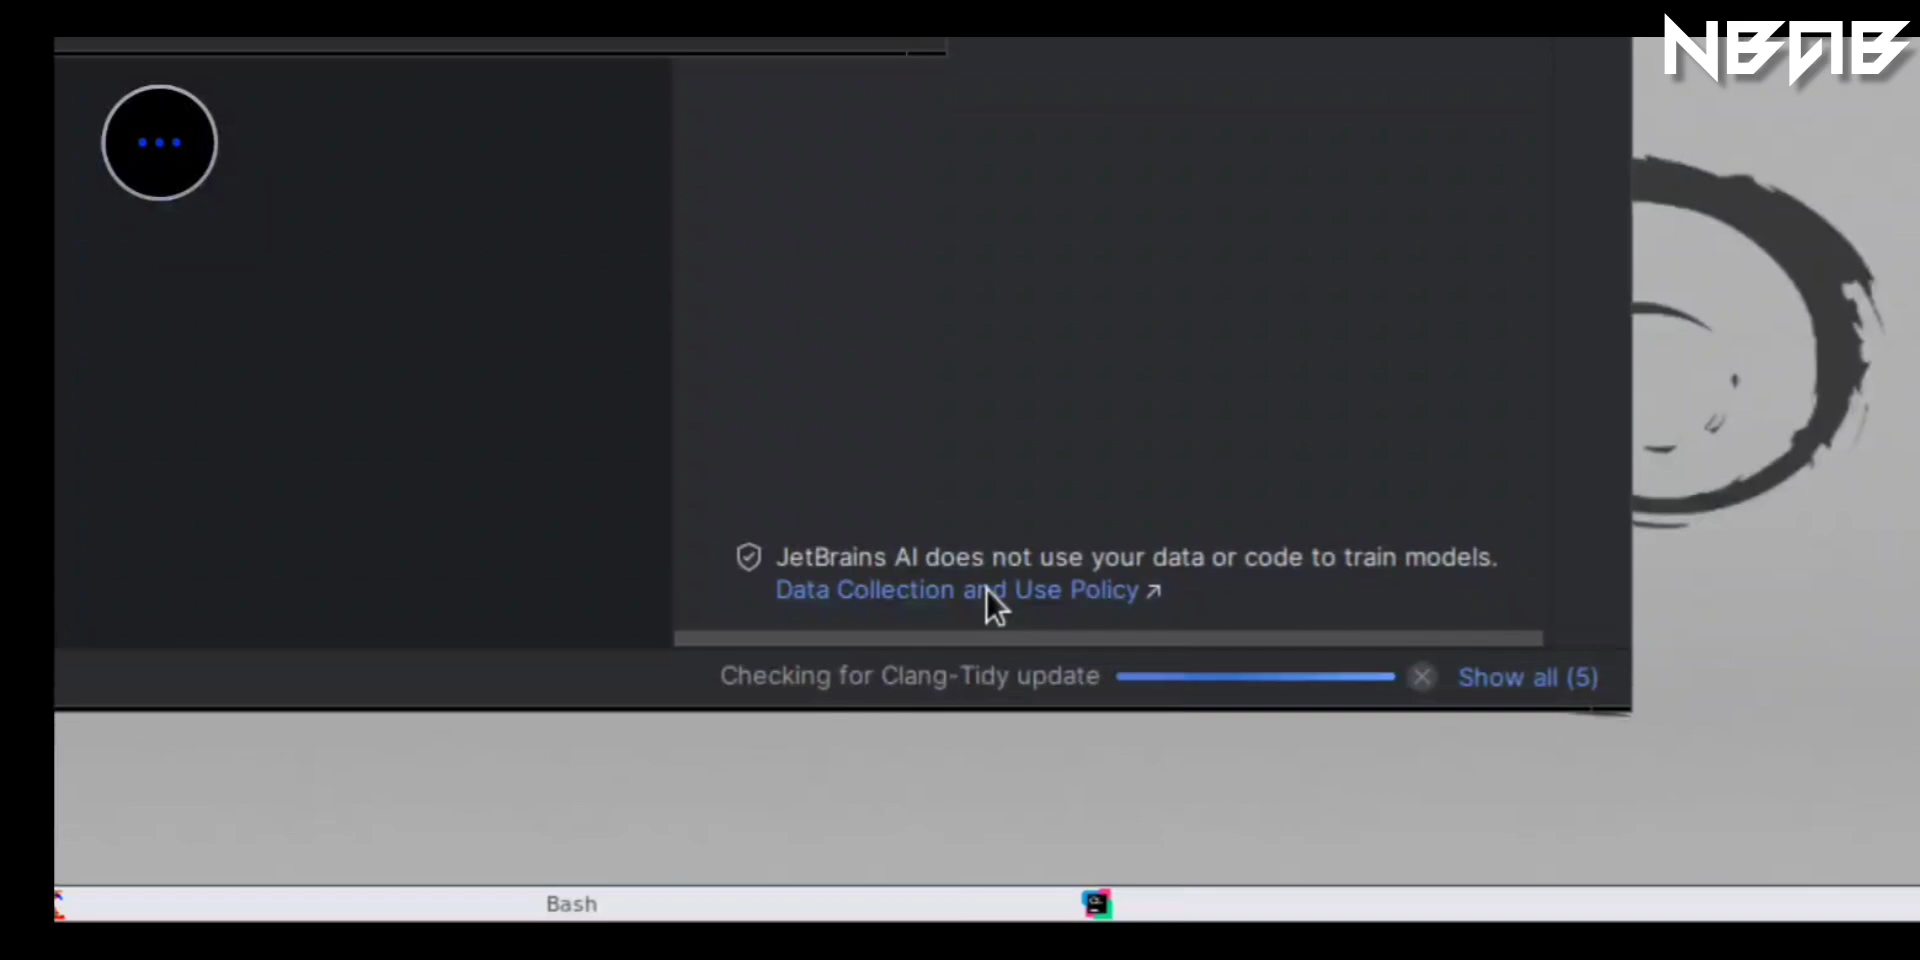 NBAB
JetBrains AI does not use your data or code to train models.
Data Collection and Use Policy ↗
Checking for Clang-Tidy update
Show all (5)
Bash